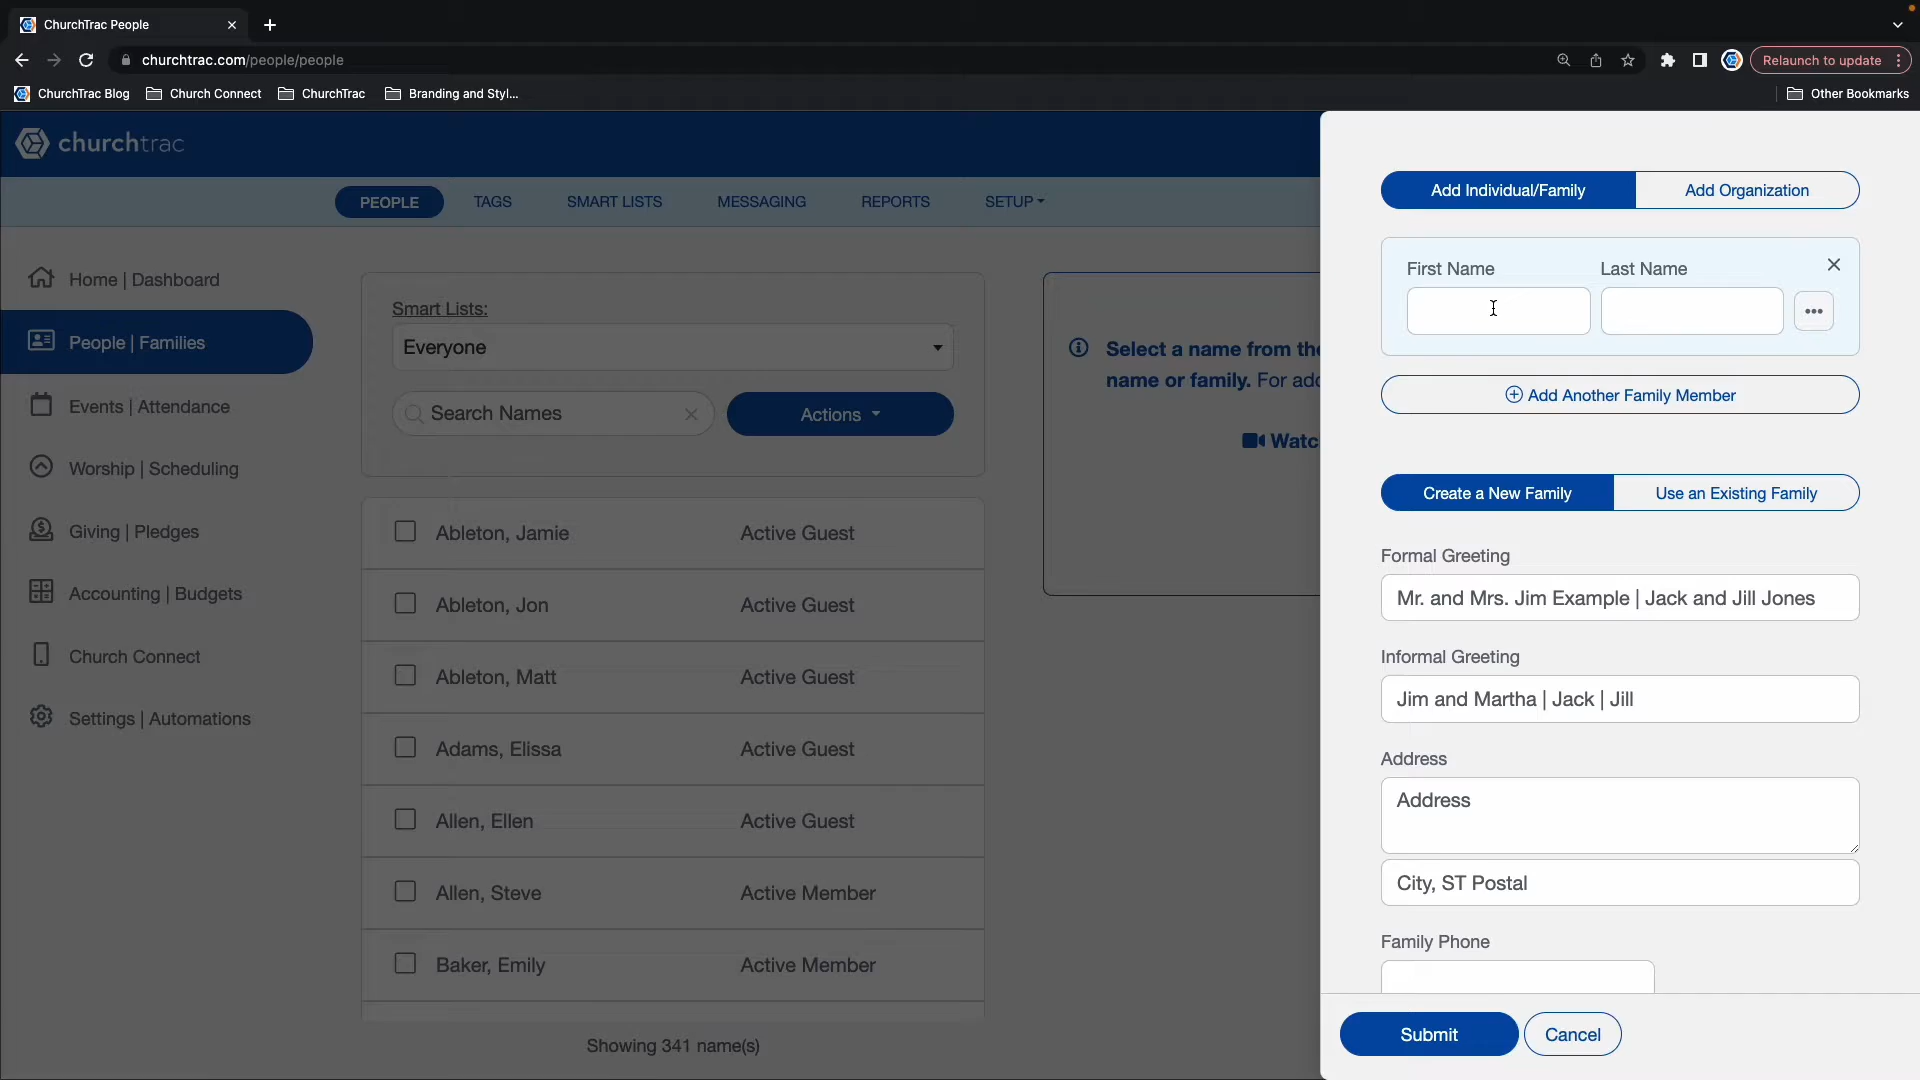 ChurchTrac People
churchtrac.com/people/people
Relaunch to update
ChurchTrac Blog
Church Connect
ChurchTrac
Branding and Styl...
Other Bookmarks
churchtrac
PEOPLE
TAGS
SMART LISTS
MESSAGING
REPORTS
SETUP
Home | Dashboard
People | Families
Events | Attendance
Worship | Scheduling
Giving | Pledges
Accounting | Budgets
Church Connect
Settings | Automations
Smart Lists:
Everyone
Search Names
Actions
Ableton, Jamie Active Guest
Ableton, Jon Active Guest
Ableton, Matt Active Guest
Adams, Elissa Active Guest
Allen, Ellen Active Guest
Allen, Steve Active Member
Baker, Emily Active Member
Showing 341 name(s)
Select a name from the
name or family. For
Add Individual/Family
Add Organization
First Name
Last Name
Add Another Family Member
Create a New Family
Use an Existing Family
Formal Greeting
Mr. and Mrs. Jim Example | Jack and Jill Jones
Informal Greeting
Jim and Martha | Jack | Jill
Address
Address
City, ST Postal
Family Phone
Submit
Cancel